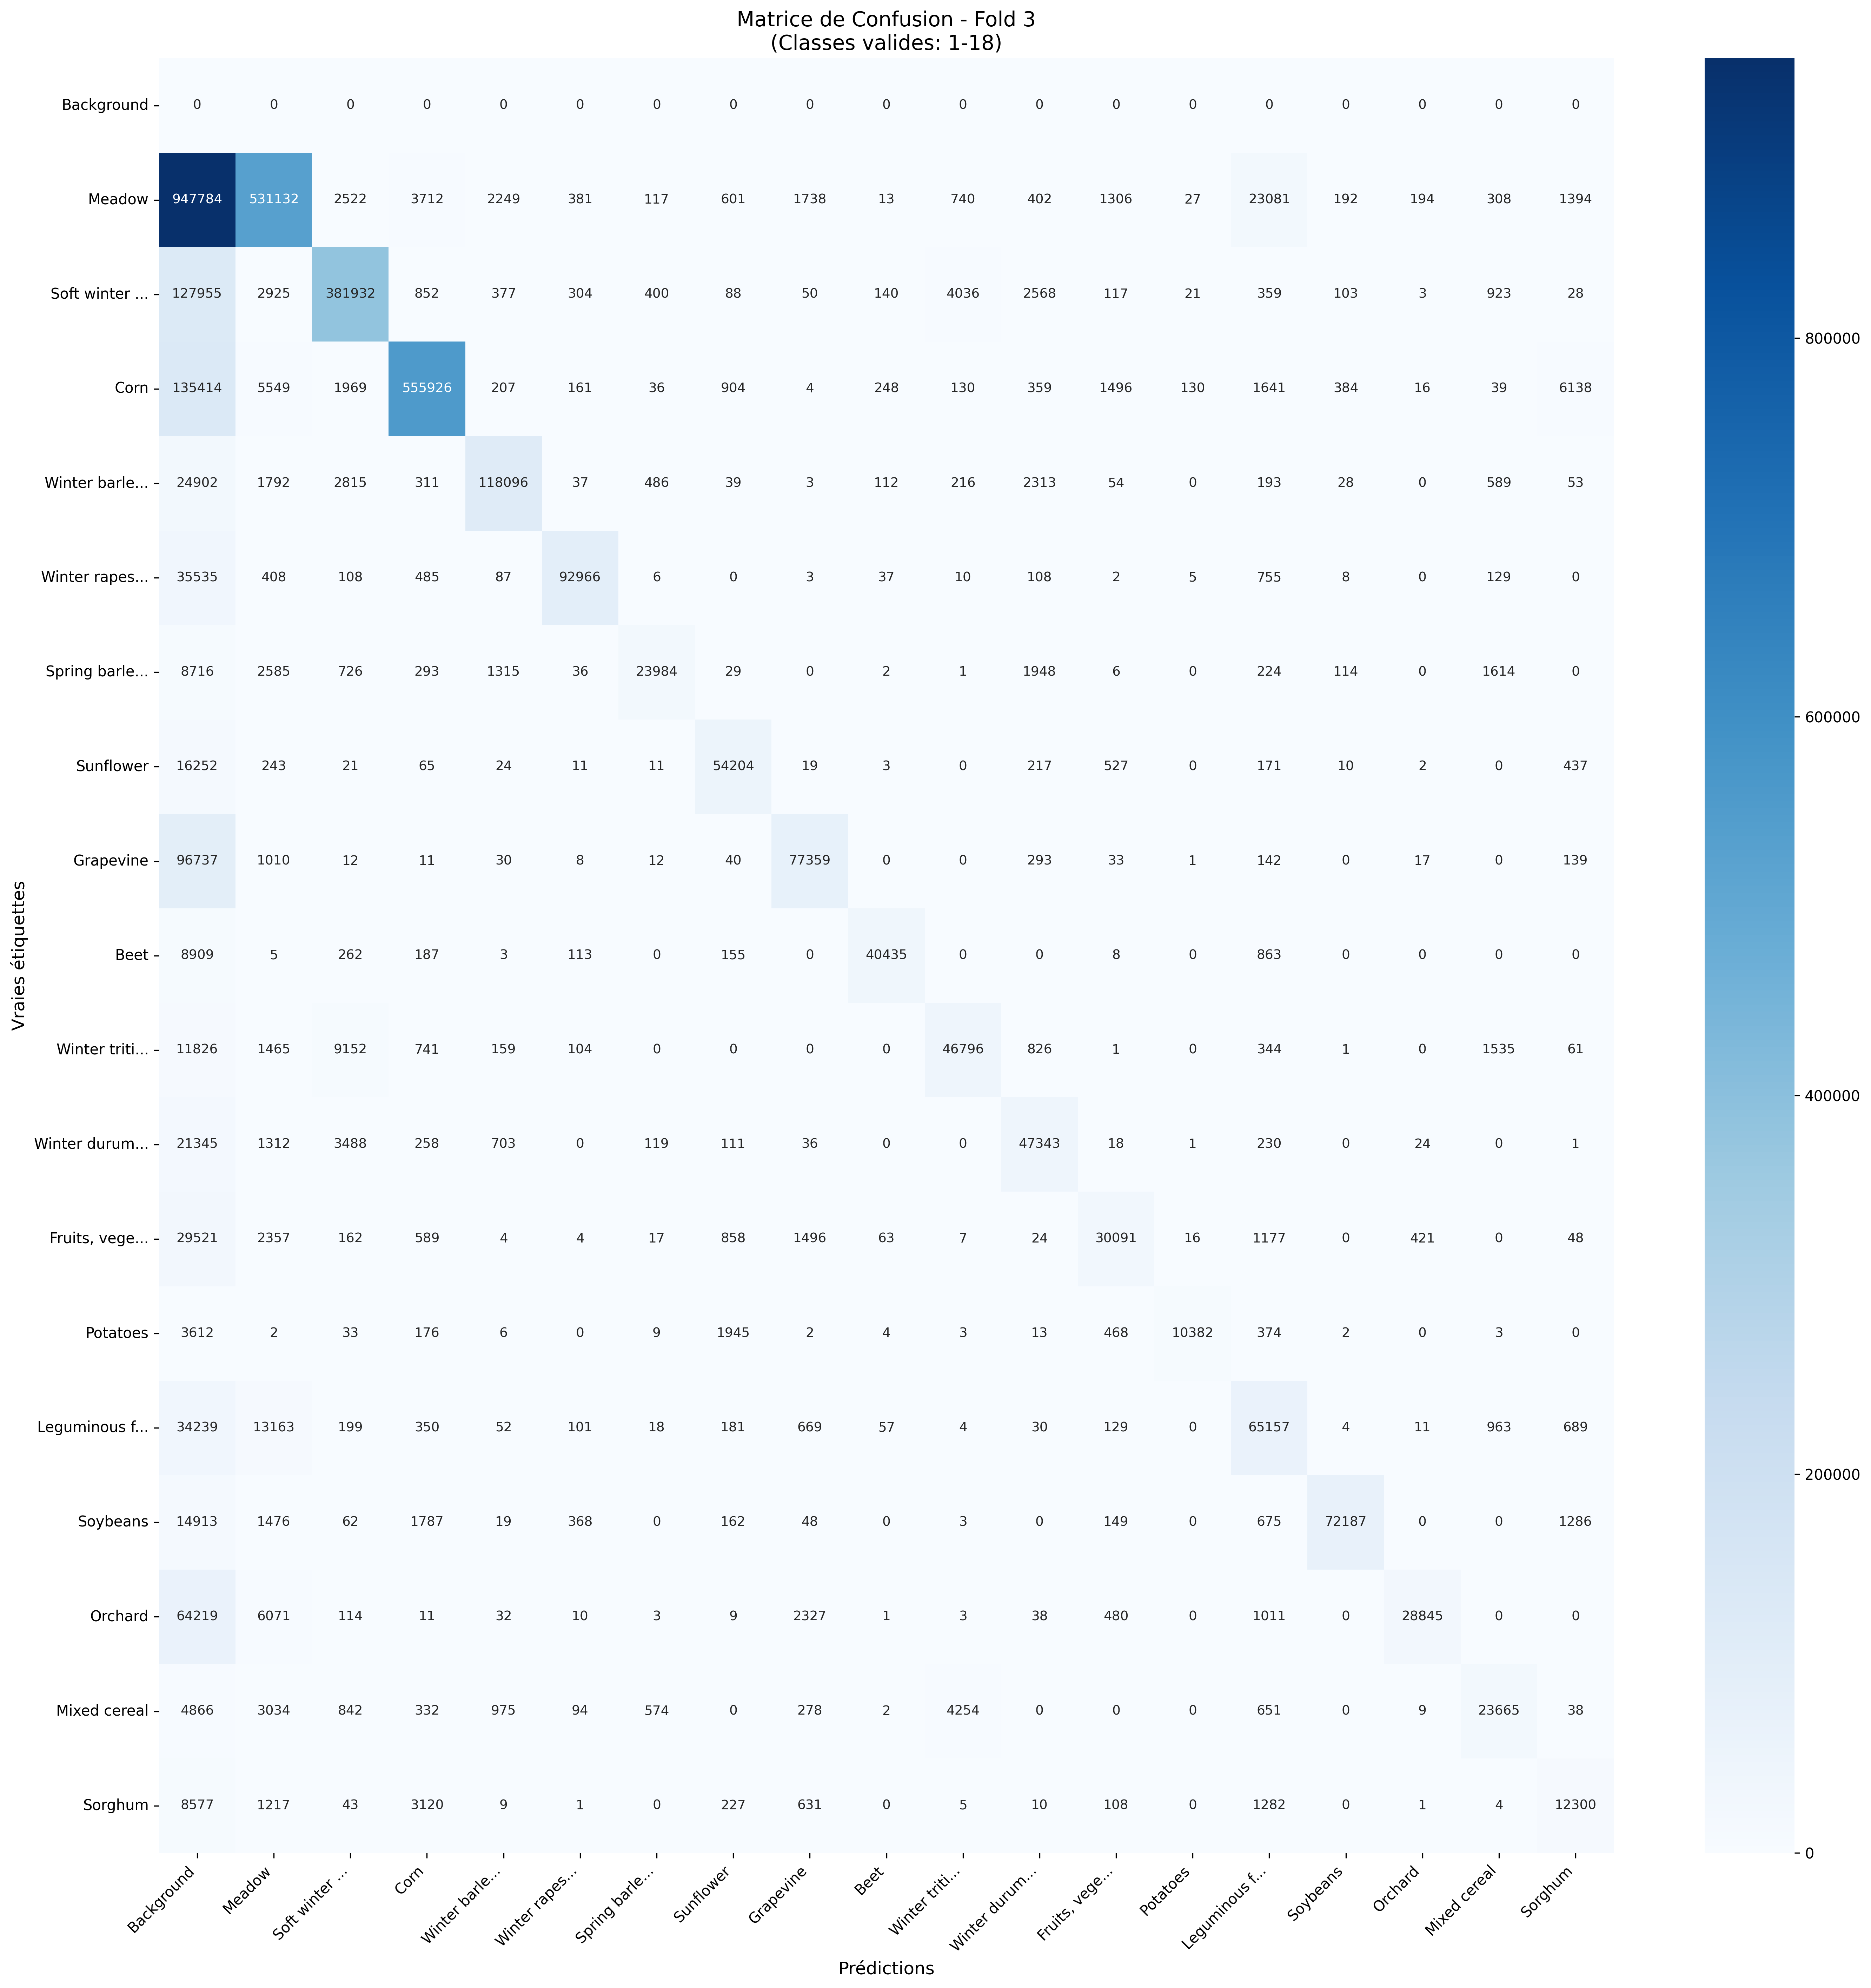 Matrice de Confusion - Fold 3
(Classes valides: 1-18)
Background 0 0 0 0 0 0 0 0 0 0 0 0 0 0 0 0 0 0 0
Meadow 947784 531132 2522 3712 2249 381 117 601 1738 13 740 402 1306 27 23081 192 194 308 1394
Soft winter ... 127955 2925 381932 852 377 304 400 88 50 140 4036 2568 117 21 359 103 3 923 28
Corn 135414 5549 1969 555926 207 161 36 904 4 248 130 359 1496 130 1641 384 16 39 6138
Winter barle... 24902 1792 2815 311 118096 37 486 39 3 112 216 2313 54 0 193 28 0 589 53
Winter rapes... 35535 408 108 485 87 92966 6 0 3 37 10 108 2 5 755 8 0 129 0
Spring barle... 8716 2585 726 293 1315 36 23984 29 0 2 1 1948 6 0 224 114 0 1614 0
Sunflower 16252 243 21 65 24 11 11 54204 19 3 0 217 527 0 171 10 2 0 437
Grapevine 96737 1010 12 11 30 8 12 40 77359 0 0 293 33 1 142 0 17 0 139
Beet 8909 5 262 187 3 113 0 155 0 40435 0 0 8 0 863 0 0 0 0
Winter triti... 11826 1465 9152 741 159 104 0 0 0 0 46796 826 1 0 344 1 0 1535 61
Winter durum... 21345 1312 3488 258 703 0 119 111 36 0 0 47343 18 1 230 0 24 0 1
Fruits, vege... 29521 2357 162 589 4 4 17 858 1496 63 7 24 30091 16 1177 0 421 0 48
Potatoes 3612 2 33 176 6 0 9 1945 2 4 3 13 468 10382 374 2 0 3 0
Leguminous f... 34239 13163 199 350 52 101 18 181 669 57 4 30 129 0 65157 4 11 963 689
Soybeans 14913 1476 62 1787 19 368 0 162 48 0 3 0 149 0 675 72187 0 0 1286
Orchard 64219 6071 114 11 32 10 3 9 2327 1 3 38 480 0 1011 0 28845 0 0
Mixed cereal 4866 3034 842 332 975 94 574 0 278 2 4254 0 0 0 651 0 9 23665 38
Sorghum 8577 1217 43 3120 9 1 0 227 631 0 5 10 108 0 1282 0 1 4 12300
Background Meadow Soft winter ... Corn Winter barle... Winter rapes... Spring barle... Sunflower Grapevine Beet Winter triti... Winter durum... Fruits, vege... Potatoes Leguminous f... Soybeans Orchard Mixed cereal Sorghum
Prédictions
Vraies étiquettes
800000
600000
400000
200000
0